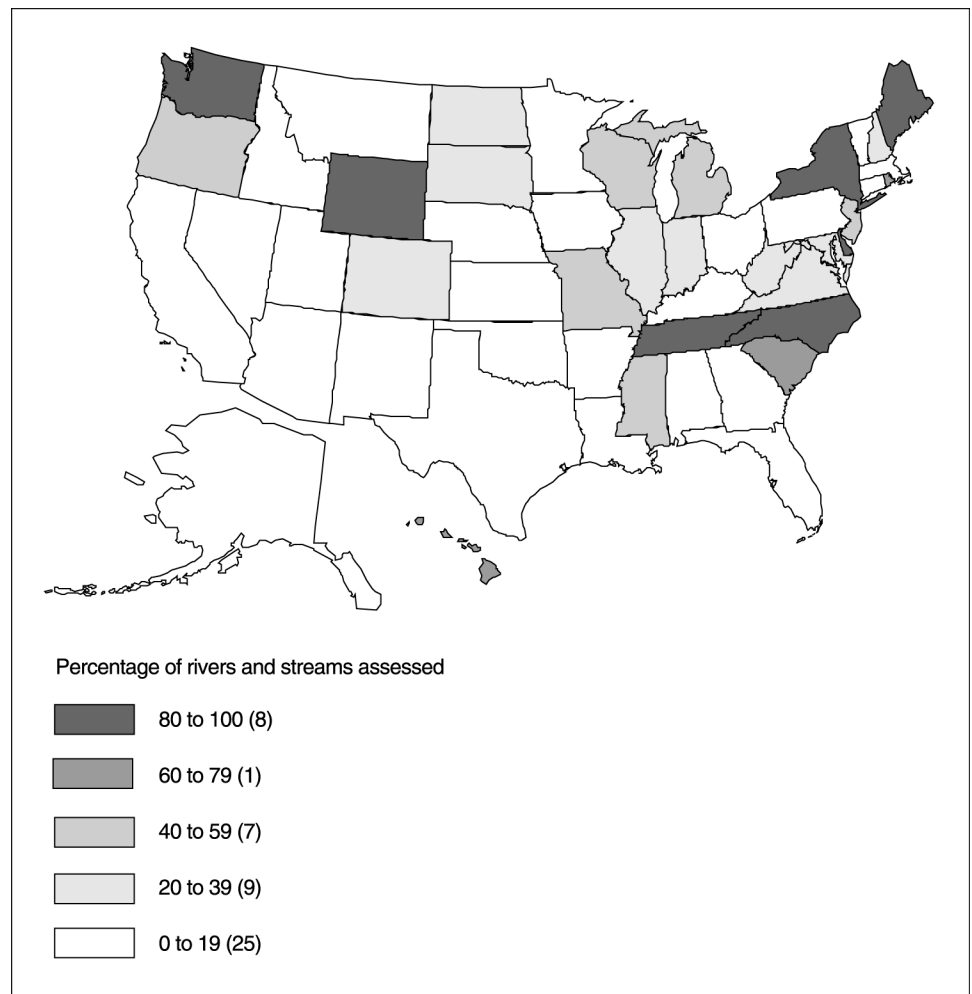 Percentage of rivers and streams assessed
80 to 100 (8)
60 to 79 (1)
40 to 59 (7)
20 to 39 (9)
0 to 19 (25)